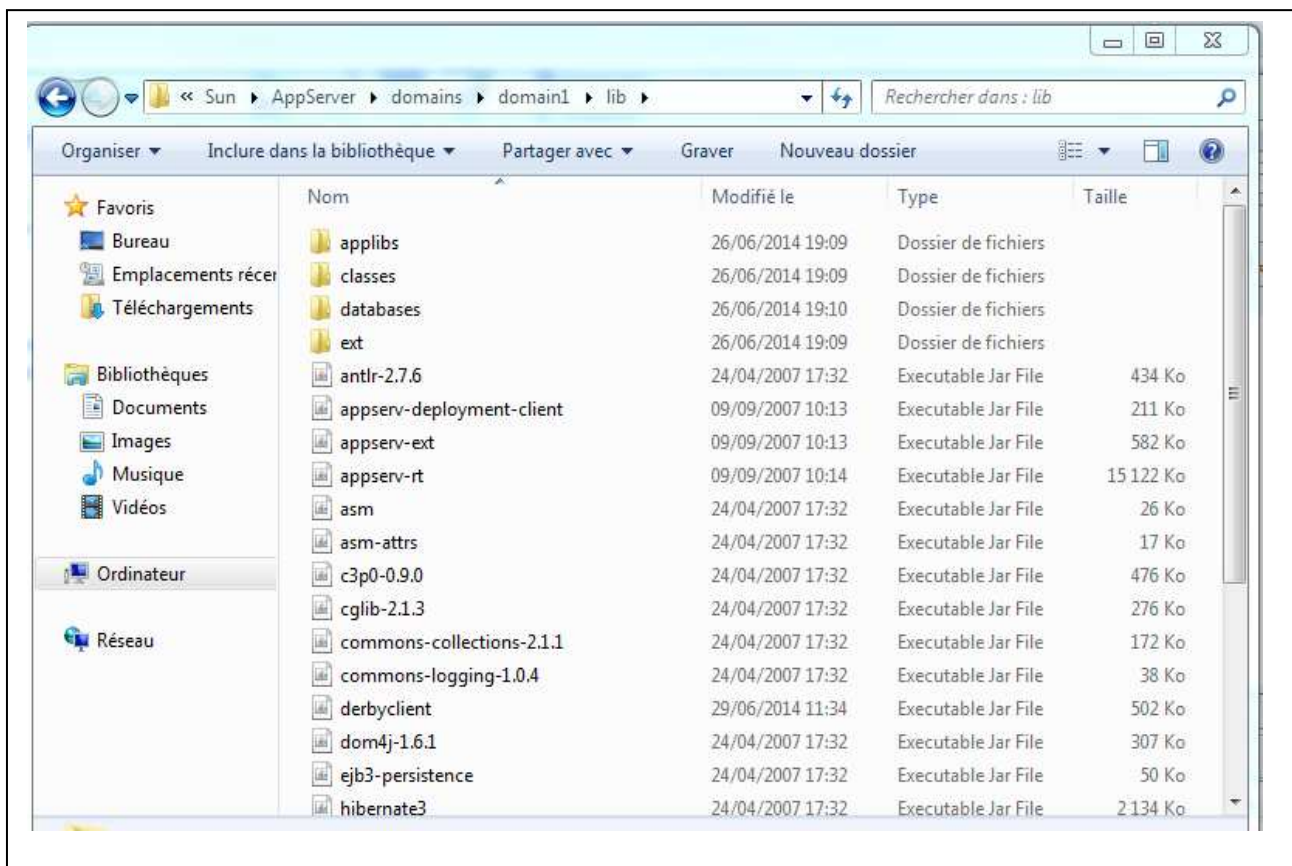 « Sun ▸ AppServer ▸ domains ▸ domain1 ▸ lib ▸ Rechercher dans : lib
Organiser ▾ Inclure dans la bibliothèque ▾ Partager avec ▾ Graver Nouveau dossier
Nom Modifié le Type Taille
Favoris
Bureau
Emplacements récer
Téléchargements
Bibliothèques
Documents
Images
Musique
Vidéos
Ordinateur
Réseau
applibs 26/06/2014 19:09 Dossier de fichiers
classes 26/06/2014 19:09 Dossier de fichiers
databases 26/06/2014 19:10 Dossier de fichiers
ext 26/06/2014 19:09 Dossier de fichiers
antlr-2.7.6 24/04/2007 17:32 Executable Jar File 434 Ko
appserv-deployment-client 09/09/2007 10:13 Executable Jar File 211 Ko
appserv-ext 09/09/2007 10:13 Executable Jar File 582 Ko
appserv-rt 09/09/2007 10:14 Executable Jar File 15 122 Ko
asm 24/04/2007 17:32 Executable Jar File 26 Ko
asm-attrs 24/04/2007 17:32 Executable Jar File 17 Ko
c3p0-0.9.0 24/04/2007 17:32 Executable Jar File 476 Ko
cglib-2.1.3 24/04/2007 17:32 Executable Jar File 276 Ko
commons-collections-2.1.1 24/04/2007 17:32 Executable Jar File 172 Ko
commons-logging-1.0.4 24/04/2007 17:32 Executable Jar File 38 Ko
derbyclient 29/06/2014 11:34 Executable Jar File 502 Ko
dom4j-1.6.1 24/04/2007 17:32 Executable Jar File 307 Ko
ejb3-persistence 24/04/2007 17:32 Executable Jar File 50 Ko
hibernate3 24/04/2007 17:32 Executable Jar File 2 134 Ko